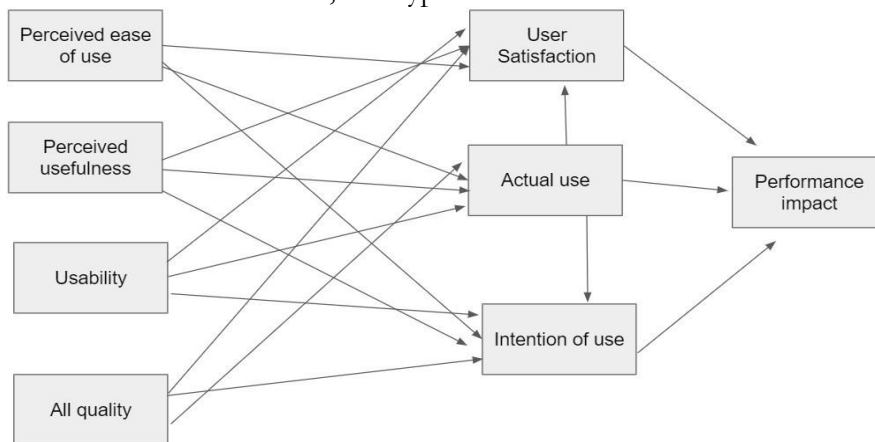 Perceived ease
of use
User
Satisfaction
Perceived
usefulness
Actual use
Performance
impact
Usability
Intention of use
All quality